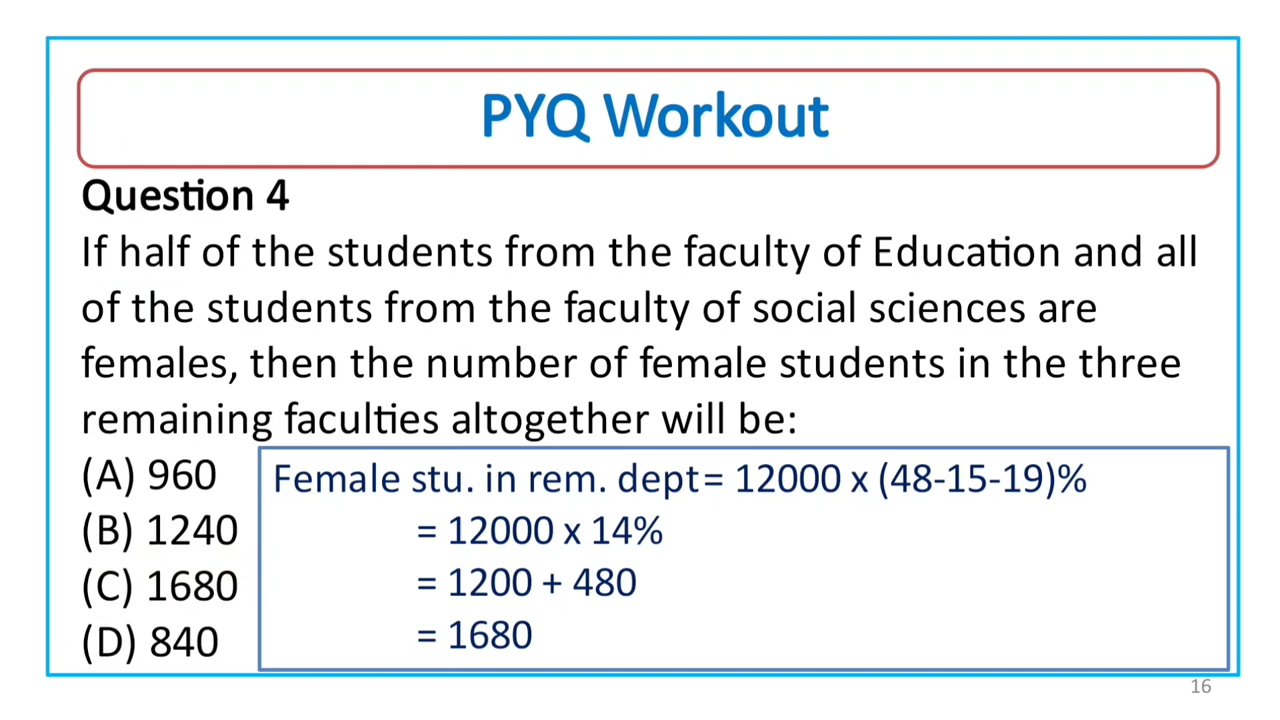 PYQ Workout
Question 4
If half of the students from the faculty of Education and all
of the students from the faculty of social sciences are
females, then the number of female students in the three
remaining faculties altogether will be:
(A) 960
(B) 1240
(C) 1680
(D) 840
Female stu. in rem. dept= 12000 x (48-15-19)%
= 12000 x 14%
= 1200 + 480
= 1680
16